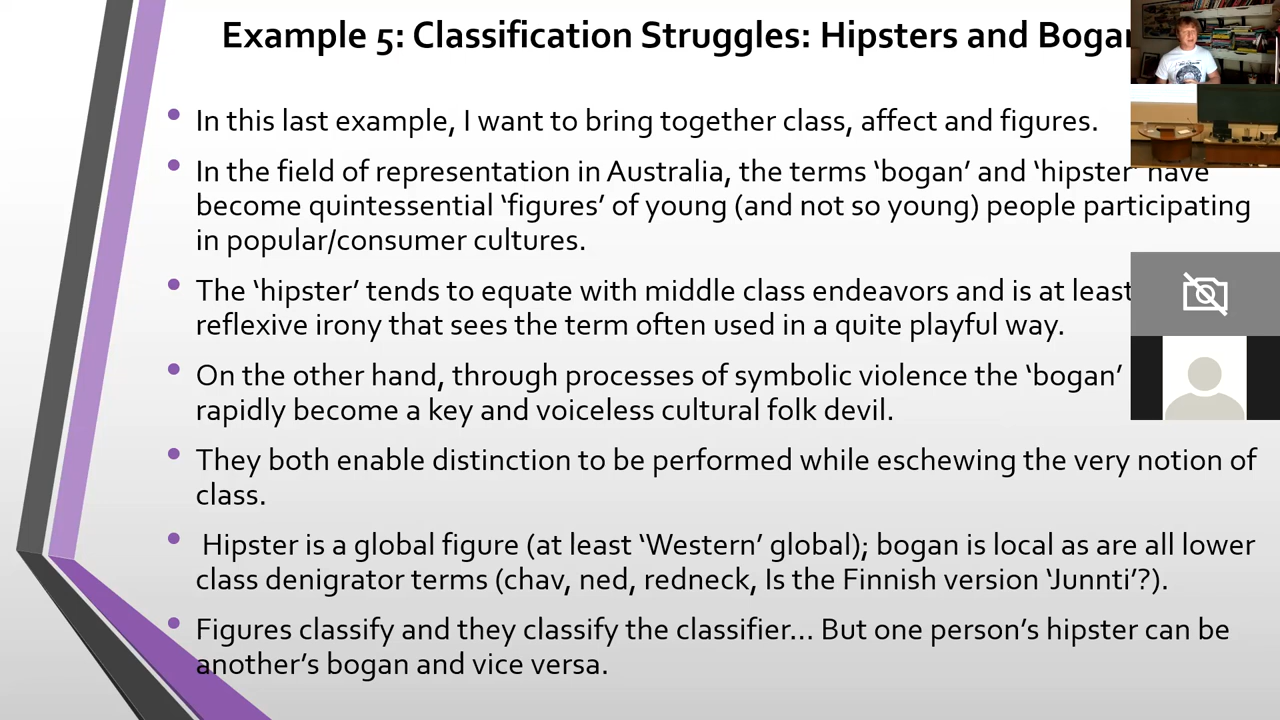 Example 5: Classification Struggles: Hipsters and
• In this last example, I want to bring together class, affect and figures.
• In the field of representation in Australia, the terms ‘bogan’ and ‘hipster’ have
become quintessential ‘figures’ of young (and not so young) people participating
in popular/consumer cultures.
• The ‘hipster’ tends to equate with middle class endeavors and is at least
reflexive irony that sees the term often used in a quite playful way.
• On the other hand, through processes of symbolic violence the ‘bogan’
rapidly become a key and voiceless cultural folk devil.
• They both enable distinction to be performed while eschewing the very notion of
class.
• Hipster is a global figure (at least ‘Western’ global); bogan is local as are all lower
class denigrator terms (chav, ned, redneck, Is the Finnish version ‘Junnti’?).
• Figures classify and they classify the classifier... But one person’s hipster can be
another’s bogan and vice versa.